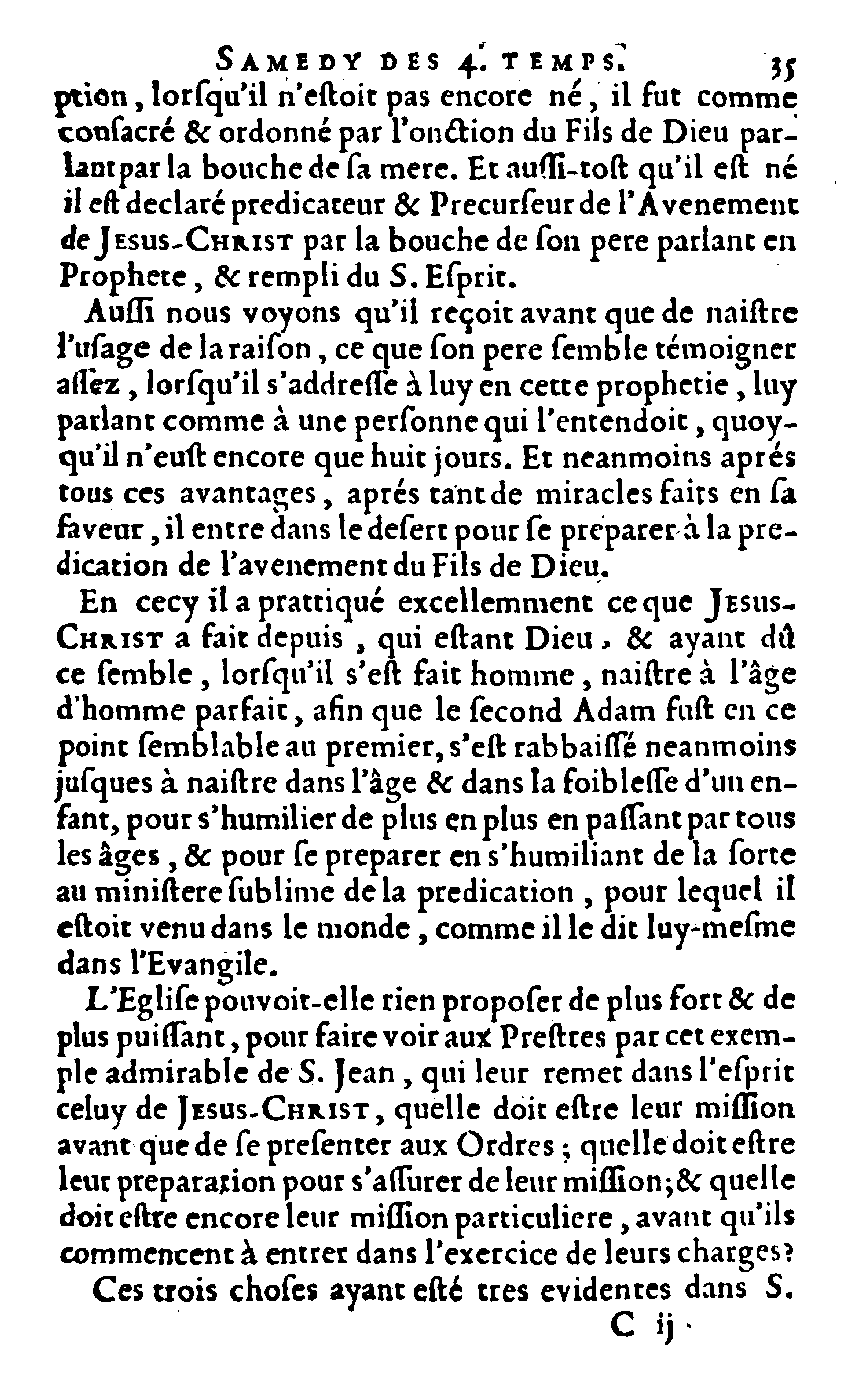 SAMEDY DES 4. TEMPS. 35
ption, lorſqu'il n'eſtoit pas encore né, il fut comme
conſacré & ordonné par l'onction du Fils de Dieu par-
lant par la bouche de ſa mere. Et auſſi-toſt qu'il eſt né
il eſt declaré predicateur & Precurſeur de l'Avenement
de JESUS-CHRIST par la bouche de ſon pere parlant en
Prophete, & rempli du S. Eſprit.
Auſſi nous voyons qu'il reçoit avant que de naiſtre
l'uſage de la raiſon, ce que ſon pere ſemble témoigner
aſſez, lorſqu'il s'addreſſe à luy en cette prophetie, luy
parlant comme à une perſonne qui l'entendoit, quoy-
qu'il n'euſt encore que huit jours. Et neanmoins aprés
tous ces avantages, aprés tant de miracles faits en ſa
faveur, il entre dans le deſert pour ſe préparer à la pre-
dication de l'avenement du Fils de Dieu.
En cecy il a prattiqué excellemment ce que JESUS-
CHRIST a fait depuis, qui eſtant Dieu, & ayant dû
ce ſemble, lorſqu'il s'eſt fait homme, naiſtre à l'âge
d'homme parfait, afin que le ſecond Adam fuſt en ce
point ſemblable au premier, s'eſt rabbaiſſé neanmoins
juſques à naiſtre dans l'âge & dans la foibleſſe d'un en-
fant, pour s'humilier de plus en plus en paſſant par tous
les âges, & pour ſe preparer en s'humiliant de la ſorte
au miniſtere ſublime de la predication, pour lequel il
eſtoit venu dans le monde, comme il le dit luy-meſme
dans l'Evangile.
L'Egliſe pouvoit-elle rien propoſer de plus fort & de
plus puiſſant, pour faire voir aux Preſtres par cet exem-
ple admirable de S. Jean, qui leur remet dans l'eſprit
celuy de JESUS-CHRIST, quelle doit eſtre leur miſſion
avant que de ſe preſenter aux Ordres; quelle doit eſtre
leur preparation pour s'aſſurer de leur miſſion; & quelle
doit eſtre encore leur miſſion particuliere, avant qu'ils
commencent à entrer dans l'exercice de leurs charges?
Ces trois choſes ayant eſté tres evidentes dans S.
C ij